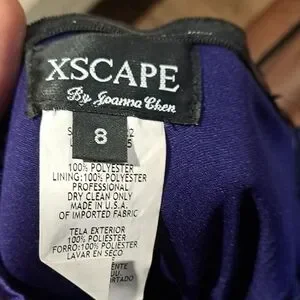 XSCAPE
By Joanna Chen
8
100% POLYESTER
LINING:100% POLYESTER
PROFESSIONAL
DRY CLEAN ONLY
MADE IN U.S.A.
OF IMPORTED FABRIC
TELA EXTERIOR
100% POLIESTER
FORRO:100% POLIESTER
LAVAR EN SECO